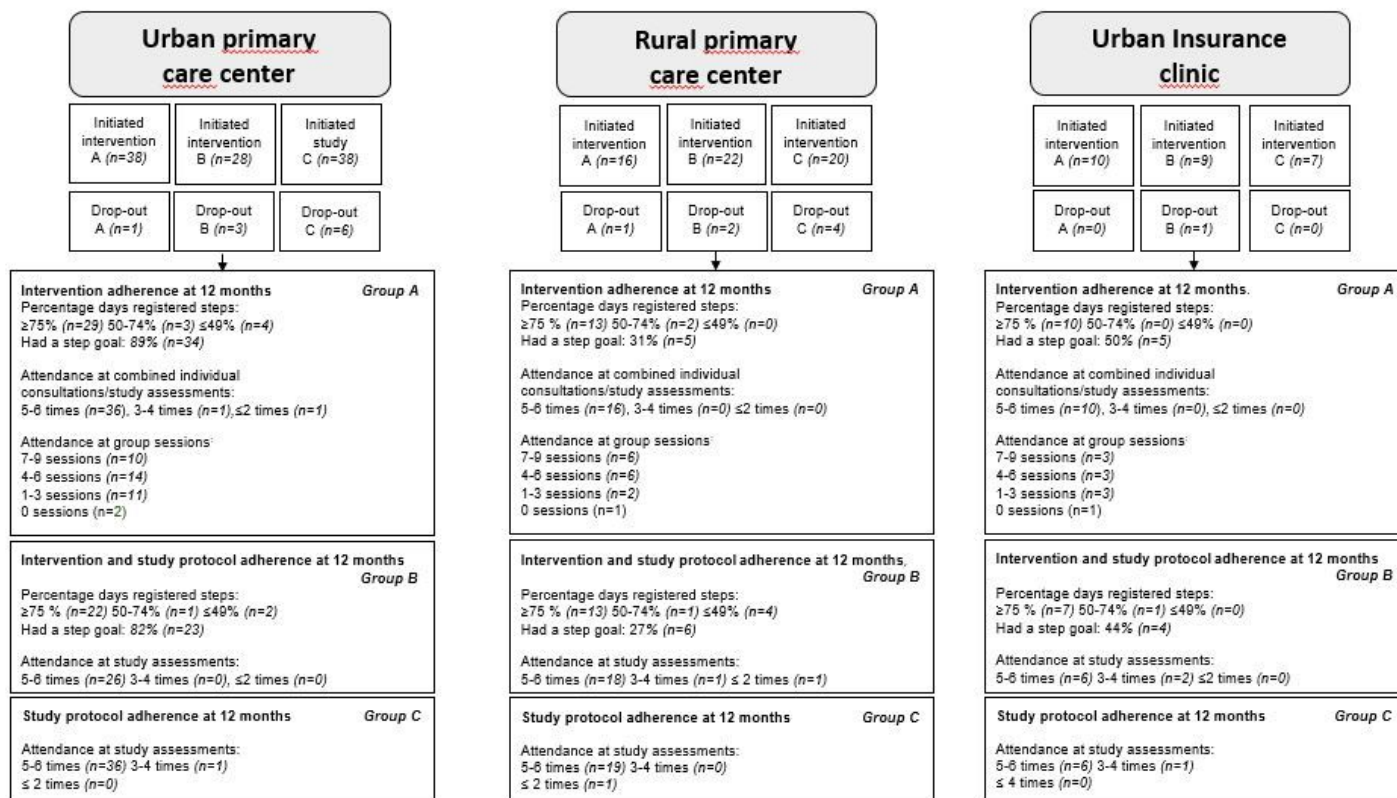 Urban primary
care center
Initiated
intervention
A (n=38)
Initiated
intervention
B (n=28)
Initiated
study
C (n=38)
Drop-out
A (n=1)
Drop-out
B (n=3)
Drop-out
C (n=6)
Intervention adherence at 12 months Group A
Percentage days registered steps:
≥75% (n=29) 50-74% (n=3) ≤49% (n=4)
Had a step goal: 89% (n=34)
Attendance at combined individual
consultations/study assessments:
5-6 times (n=36), 3-4 times (n=1),≤2 times (n=1)
Attendance at group sessions
7-9 sessions (n=10)
4-6 sessions (n=14)
1-3 sessions (n=11)
0 sessions (n=2)
Intervention and study protocol adherence at 12 months
Group B
Percentage days registered steps:
≥75 % (n=22) 50-74% (n=1) ≤49% (n=2)
Had a step goal: 82% (n=23)
Attendance at study assessments:
5-6 times (n=26) 3-4 times (n=0), ≤2 times (n=0)
Study protocol adherence at 12 months Group C
Attendance at study assessments:
5-6 times (n=36) 3-4 times (n=1)
≤ 2 times (n=0)
Rural primary
care center
Initiated
intervention
A (n=16)
Initiated
intervention
B (n=22)
Initiated
intervention
C (n=20)
Drop-out
A (n=1)
Drop-out
B (n=2)
Drop-out
C (n=4)
Intervention adherence at 12 months Group A
Percentage days registered steps:
≥75 % (n=13) 50-74% (n=2) ≤49% (n=0)
Had a step goal: 31% (n=5)
Attendance at combined individual
consultations/study assessments:
5-6 times (n=16), 3-4 times (n=0) ≤2 times (n=0)
Attendance at group sessions
7-9 sessions (n=6)
4-6 sessions (n=6)
1-3 sessions (n=2)
0 sessions (n=1)
Intervention and study protocol adherence at 12 months,
Group B
Percentage days registered steps:
≥75 % (n=13) 50-74% (n=1) ≤49% (n=4)
Had a step goal: 27% (n=6)
Attendance at study assessments:
5-6 times (n=18) 3-4 times (n=1) ≤ 2 times (n=1)
Study protocol adherence at 12 months Group C
Attendance at study assessments:
5-6 times (n=19) 3-4 times (n=0)
≤ 2 times (n=1)
Urban Insurance
clinic
Initiated
intervention
A (n=10)
Initiated
intervention
B (n=9)
Initiated
intervention
C (n=7)
Drop-out
A (n=0)
Drop-out
B (n=1)
Drop-out
C (n=0)
Intervention adherence at 12 months. Group A
Percentage days registered steps:
≥75 % (n=10) 50-74% (n=0) ≤49% (n=0)
Had a step goal: 50% (n=5)
Attendance at combined individual
consultations/study assessments:
5-6 times (n=10), 3-4 times (n=0), ≤2 times (n=0)
Attendance at group sessions
7-9 sessions (n=3)
4-6 sessions (n=3)
1-3 sessions (n=3)
0 sessions (n=1)
Intervention and study protocol adherence at 12 months
Group B
Percentage days registered steps:
≥75 % (n=7) 50-74% (n=1) ≤49% (n=0)
Had a step goal: 44% (n=4)
Attendance at study assessments:
5-6 times (n=6) 3-4 times (n=2) ≤2 times (n=0)
Study protocol adherence at 12 months Group C
Attendance at study assessments:
5-6 times (n=6) 3-4 times (n=1)
≤ 4 times (n=0)